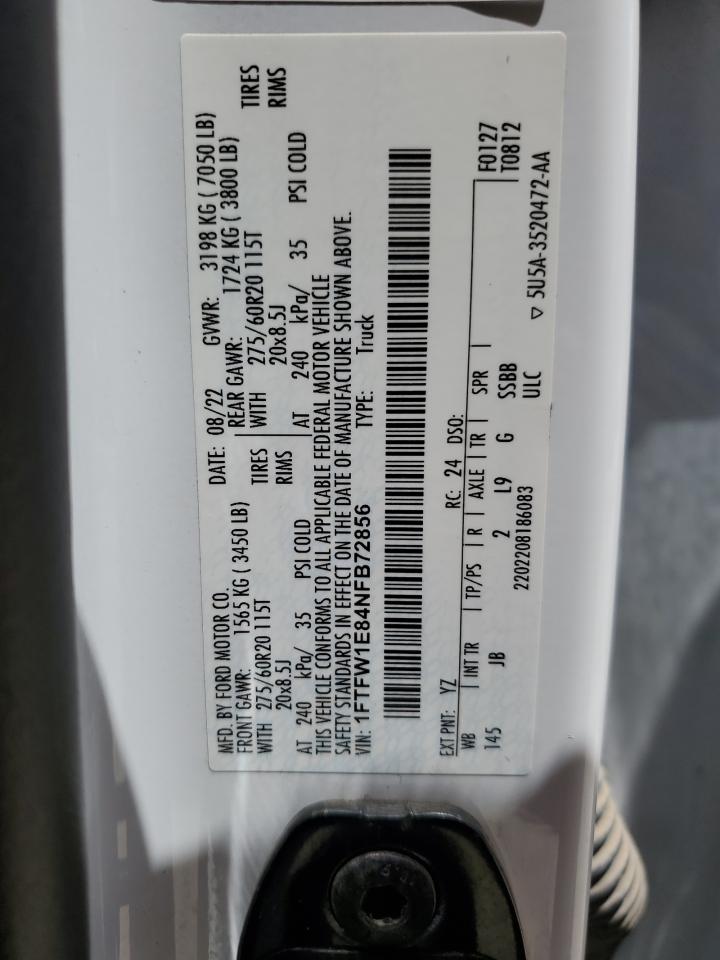 MFD. BY FORD MOTOR CO.
DATE: 08/22 GVWR: 3198 KG ( 7050 LB)
FRONT GAWR: 1565 KG ( 3450 LB) REAR GAWR: 1724 KG ( 3800 LB)
WITH 275/60R20 115T TIRES WITH 275/60R20 115T TIRES
20x8.5J RIMS 20x8.5J RIMS
AT 240 kPa/ 35 PSI COLD AT 240 kPa/ 35 PSI COLD
THIS VEHICLE CONFORMS TO ALL APPLICABLE FEDERAL MOTOR VEHICLE
SAFETY STANDARDS IN EFFECT ON THE DATE OF MANUFACTURE SHOWN ABOVE.
VIN: 1FTFW1E84NFB72856 TYPE: Truck
EXT PNT: YZ RC: 24 DSO: F0127
WB INT TR TP/PS R AXLE TR SPR T0812
145 JB 2 L9 G SSBB
2202208186083 ULC ▽ 5U5A-3520472-AA